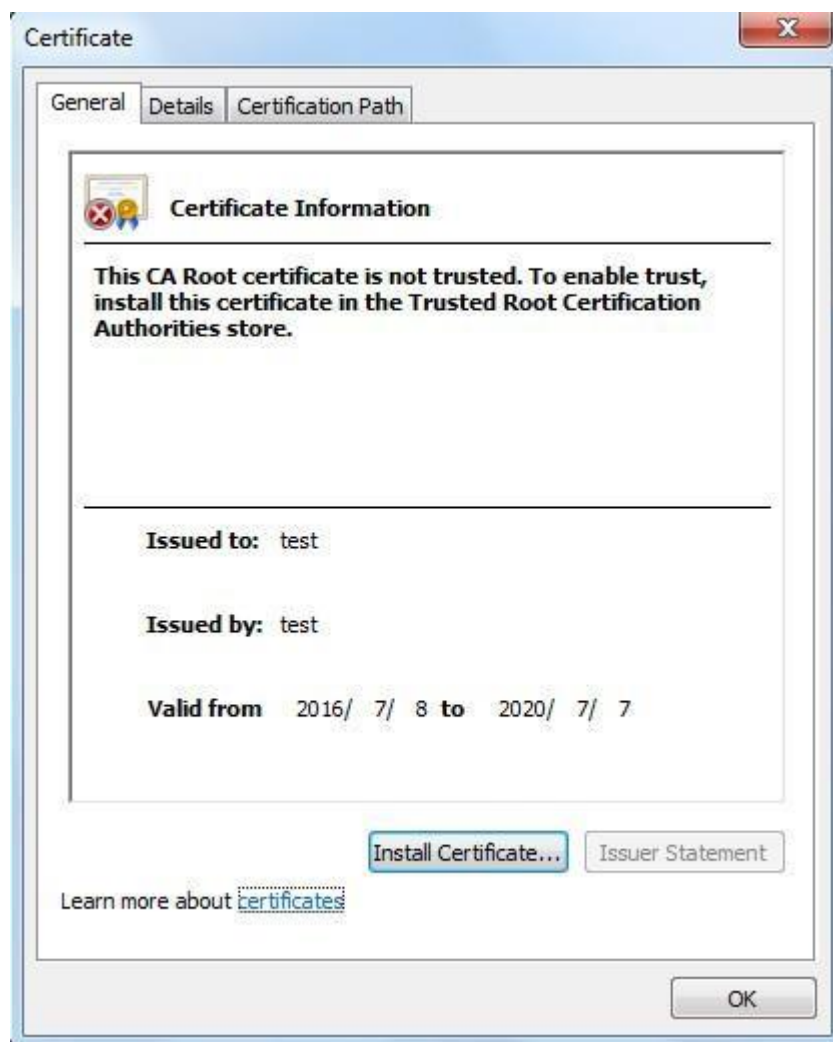 Certificate
General Details Certification Path
Certificate Information
This CA Root certificate is not trusted. To enable trust,
install this certificate in the Trusted Root Certification
Authorities store.
Issued to: test
Issued by: test
Valid from 2016/ 7/ 8 to 2020/ 7/ 7
Install Certificate... Issuer Statement
Learn more about certificates
OK